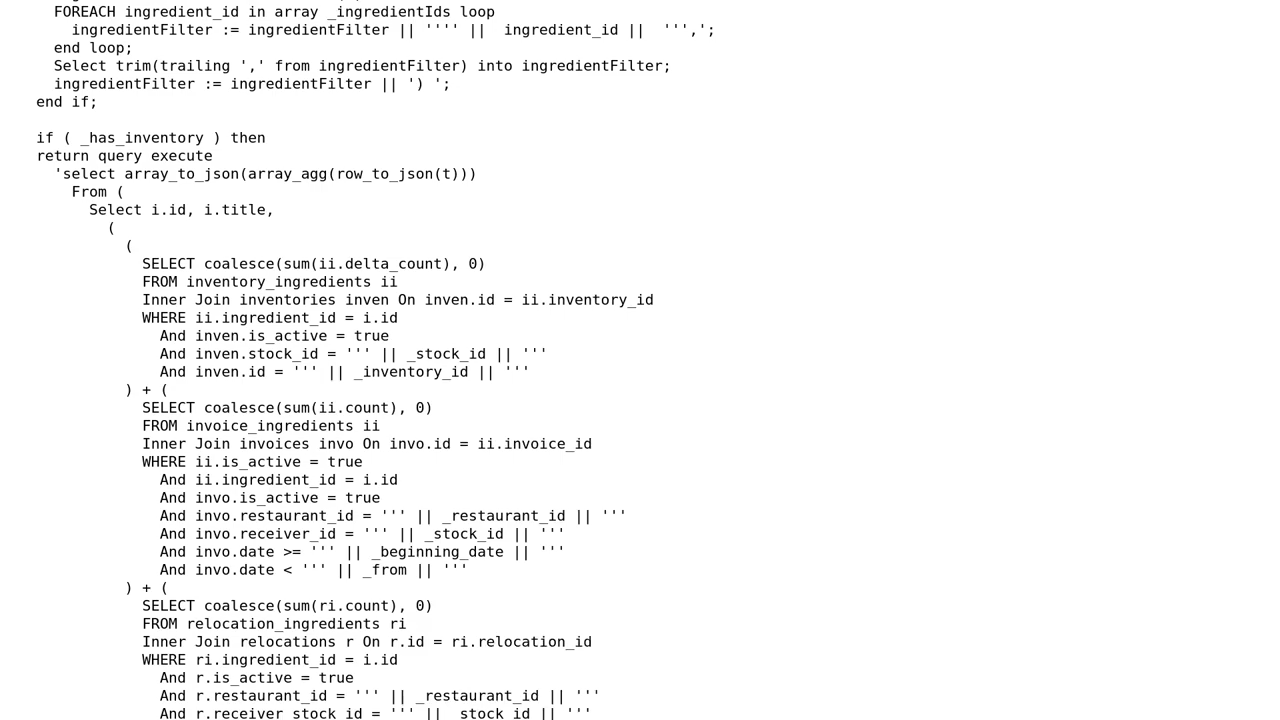 FOREACH ingredient_id in array _ingredientIds loop
ingredientFilter := ingredientFilter || '''' ||  ingredient_id ||  ''',';
end loop;
Select trim(trailing ',' from ingredientFilter) into ingredientFilter;
ingredientFilter := ingredientFilter || ') ';
end if;
if ( _has_inventory ) then
return query execute
'select array_to_json(array_agg(row_to_json(t)))
From (
Select i.id, i.title,
(
(
SELECT coalesce(sum(ii.delta_count), 0)
FROM inventory_ingredients ii
Inner Join inventories inven On inven.id = ii.inventory_id
WHERE ii.ingredient_id = i.id
And inven.is_active = true
And inven.stock_id = ''' || _stock_id || '''
And inven.id = ''' || _inventory_id || '''
) + (
SELECT coalesce(sum(ii.count), 0)
FROM invoice_ingredients ii
Inner Join invoices invo On invo.id = ii.invoice_id
WHERE ii.is_active = true
And ii.ingredient_id = i.id
And invo.is_active = true
And invo.restaurant_id = ''' || _restaurant_id || '''
And invo.receiver_id = ''' || _stock_id || '''
And invo.date >= ''' || _beginning_date || '''
And invo.date < ''' || _from || '''
) + (
SELECT coalesce(sum(ri.count), 0)
FROM relocation_ingredients ri
Inner Join relocations r On r.id = ri.relocation_id
WHERE ri.ingredient_id = i.id
And r.is_active = true
And r.restaurant_id = ''' || _restaurant_id || '''
And r.receiver_stock_id = ''' || _stock_id || '''